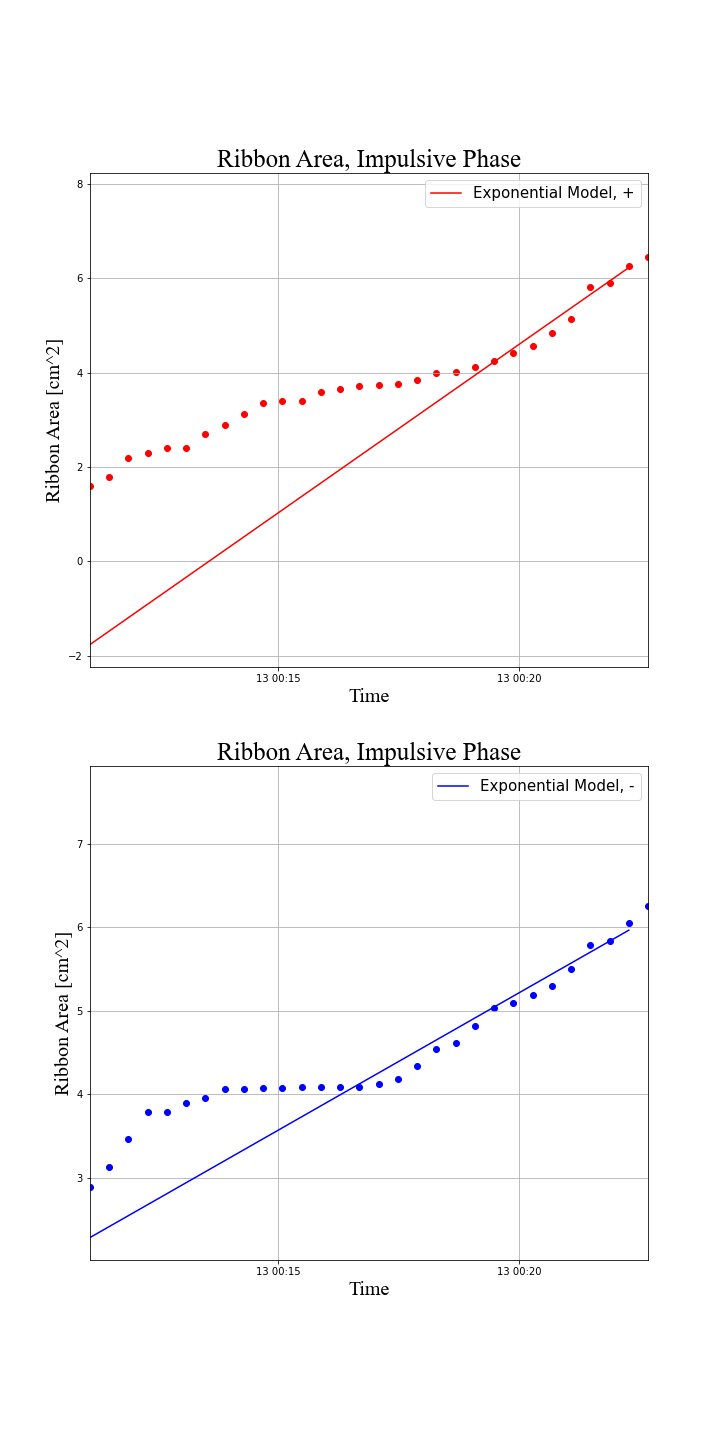 Ribbon Area, Impulsive Phase
Exponential Model, +
8
6
4
2
0
−2
Ribbon Area [cm^2]
13 00:15
13 00:20
Time
Ribbon Area, Impulsive Phase
Exponential Model, -
7
6
5
4
3
Ribbon Area [cm^2]
13 00:15
13 00:20
Time